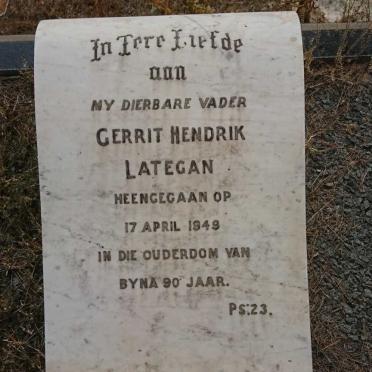 In Tere Liefde
aan
MY DIERBARE VADER
GERRIT HENDRIK
LATEGAN
HEENGEGAAN OP
17 APRIL 1949
IN DIE OUDERDOM VAN
BYNA 90 JAAR.
PS:23.